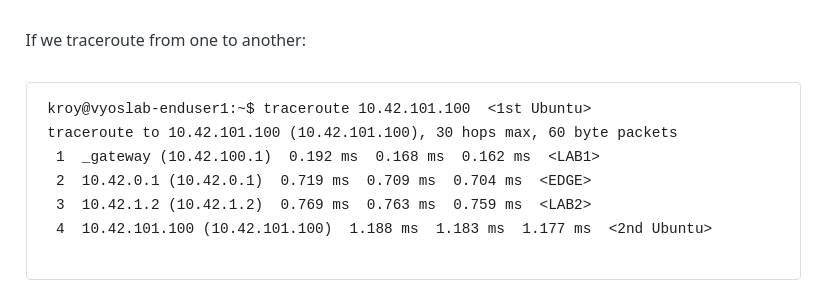 If we traceroute from one to another:
kroy@vyoslab-enduser1:~$ traceroute 10.42.101.100  <1st Ubuntu>
traceroute to 10.42.101.100 (10.42.101.100), 30 hops max, 60 byte packets
 1  _gateway (10.42.100.1)  0.192 ms  0.168 ms  0.162 ms  <LAB1>
 2  10.42.0.1 (10.42.0.1)  0.719 ms  0.709 ms  0.704 ms  <EDGE>
 3  10.42.1.2 (10.42.1.2)  0.769 ms  0.763 ms  0.759 ms  <LAB2>
 4  10.42.101.100 (10.42.101.100)  1.188 ms  1.183 ms  1.177 ms  <2nd Ubuntu>